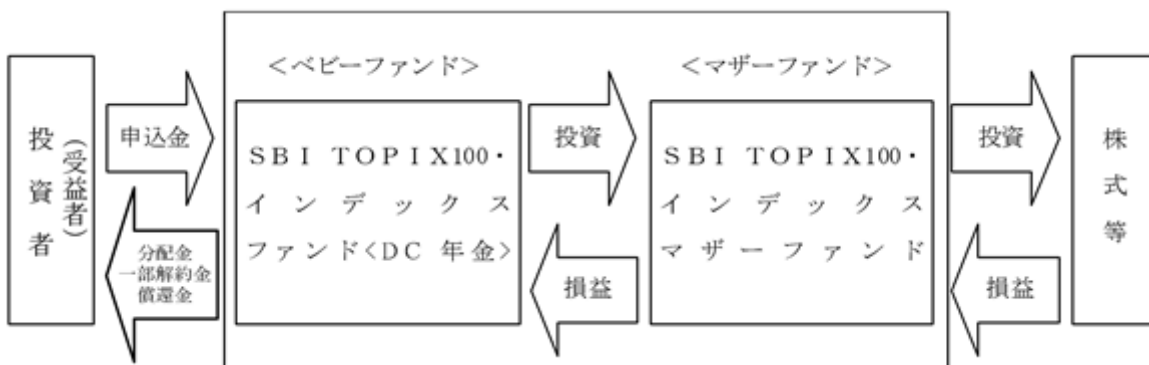 投資者
(受益者)
申込金
分配金
一部解約金
償還金
＜ベビーファンド＞
ＳＢＩ ＴＯＰＩＸ100・
インデックス
ファンド<DC 年金>
投資
損益
＜マザーファンド＞
ＳＢＩ ＴＯＰＩＸ100・
インデックス
マザーファンド
投資
損益
株式等